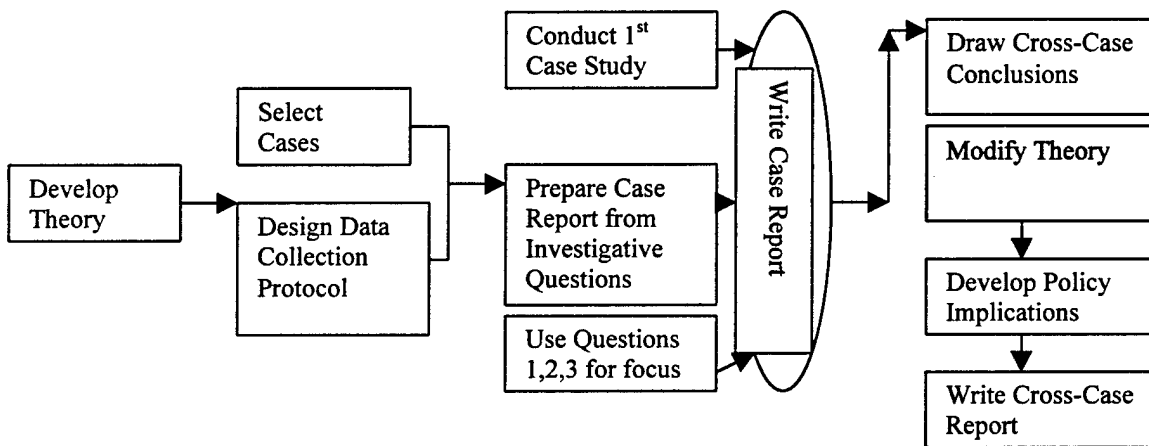 Develop
Theory
Select
Cases
Design Data
Collection
Protocol
Conduct 1st
Case Study
Prepare Case
Report from
Investigative
Questions
Use Questions
1,2,3 for focus
Write Case Report
Draw Cross-Case
Conclusions
Modify Theory
Develop Policy
Implications
Write Cross-Case
Report